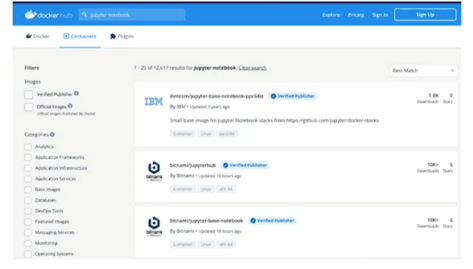 docker hub
jupyter notebook
Explore Pricing Sign In Sign Up
Docker Containers Plugins
Filters
1 - 25 of 12,617 results for jupyter notebook. Clear search
Best Match
Images
Verified Publisher
Official Images
Official Images Published By Docker
Categories
Analytics
Application Frameworks
Application Infrastructure
Application Services
Base Images
Databases
DevOps Tools
Featured Images
Messaging Services
Monitoring
Operating Systems
IBM
ibmcom/jupyter-base-notebook-ppc64le Verified Publisher
By IBM • Updated 3 years ago
Small base image for Jupyter Notebook stacks from https://github.com/jupyter/docker-stacks
Container Linux ppc64le
1.8K
Downloads Stars
bitnami
bitnami/jupyterhub Verified Publisher
By Bitnami • Updated 18 hours ago
Container Linux x86-64
10K+
Downloads Stars
bitnami
bitnami/jupyter-base-notebook Verified Publisher
By Bitnami • Updated 18 hours ago
Container Linux x86-64
10K+
Downloads Stars